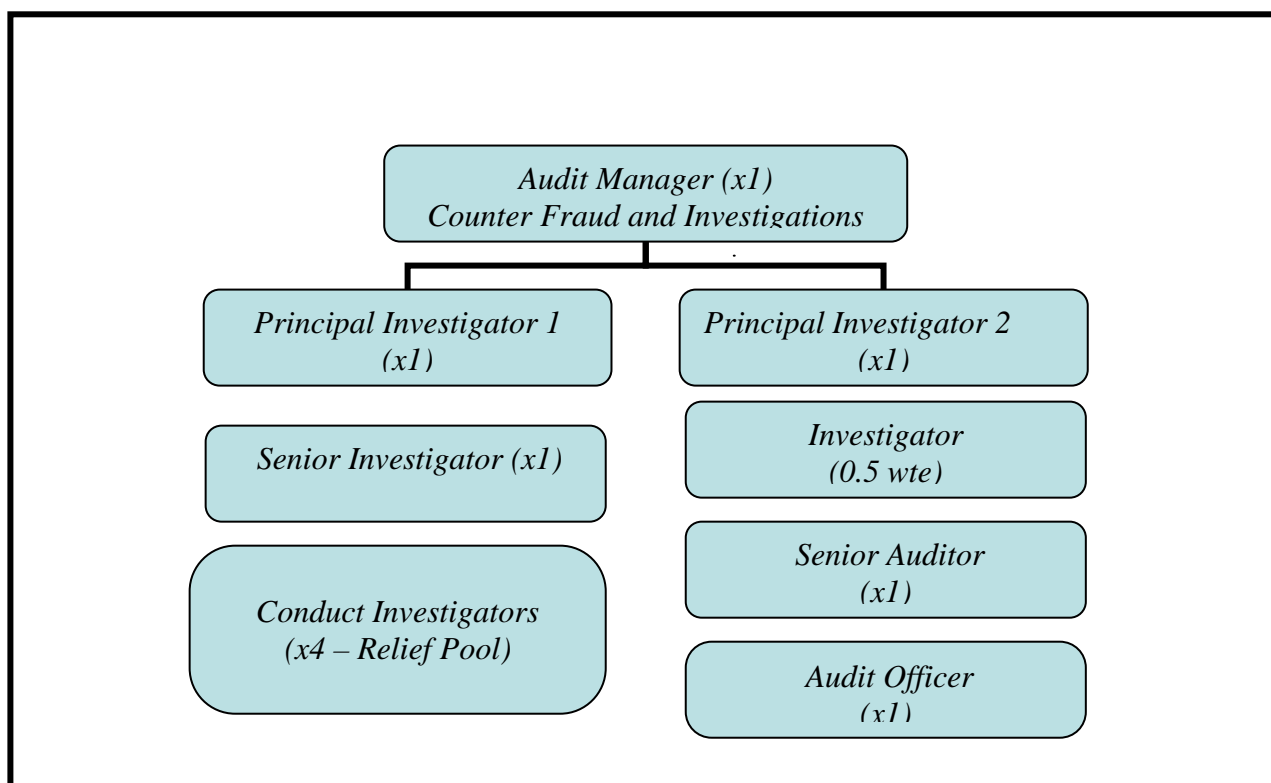 Audit Manager (x1)
Counter Fraud and Investigations
Principal Investigator 1
(x1)
Principal Investigator 2
(x1)
Senior Investigator (x1)
Conduct Investigators
(x4 – Relief Pool)
Investigator
(0.5 wte)
Senior Auditor
(x1)
Audit Officer
(x1)